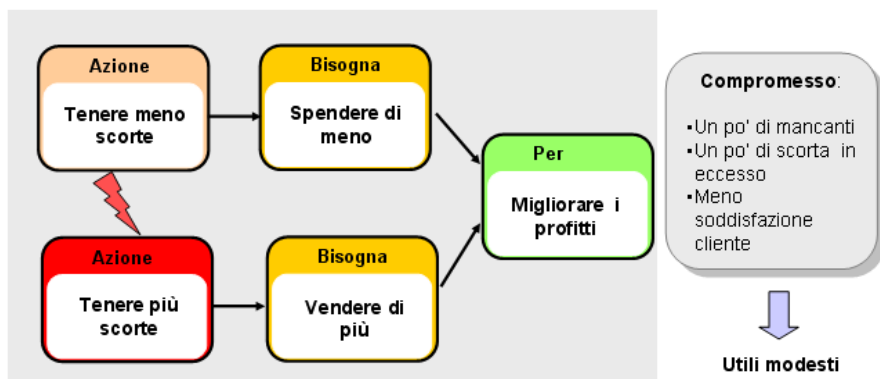 Azione
Tenere meno
scorte
Bisogna
Spendere di
meno
Per
Migliorare i
profitti
Azione
Tenere più
scorte
Bisogna
Vendere di
più
Compromesso:
▪Un po' di mancanti
▪Un po' di scorta in
eccesso
▪Meno
soddisfazione
cliente
Utili modesti